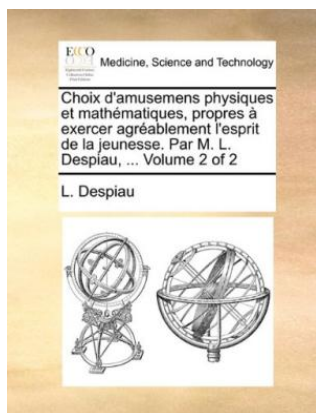 ECCO
Medicine, Science and Technology
Choix d'amusemens physiques
et mathématiques, propres à
exercer agréablement l'esprit
de la jeunesse. Par M. L.
Despiau, ... Volume 2 of 2
L. Despiau